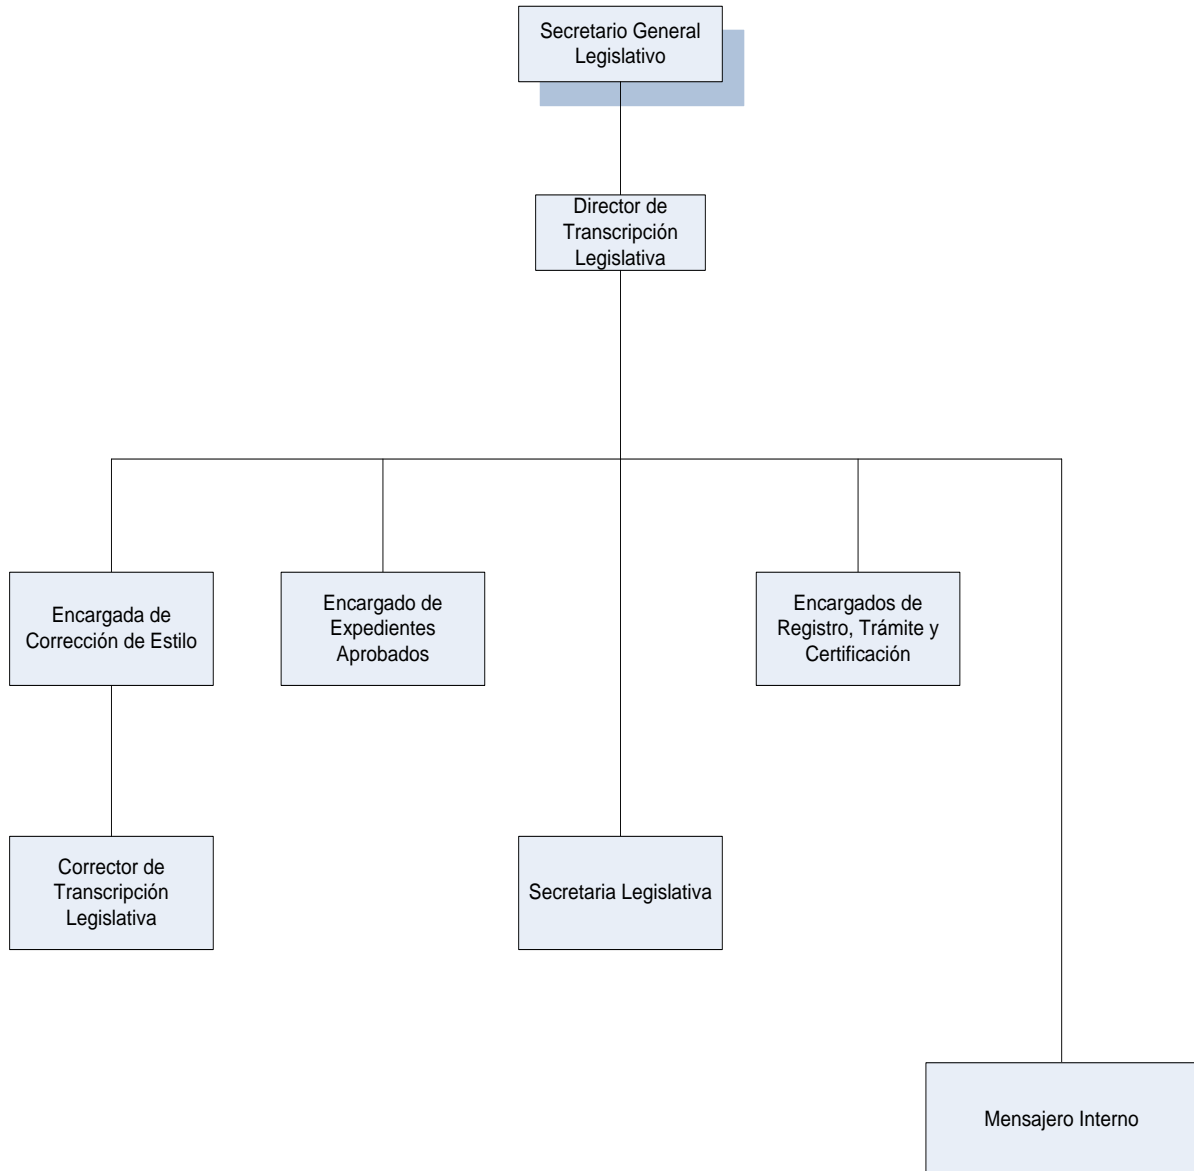 Secretario General
Legislativo
Director de
Transcripción
Legislativa
Encargada de
Corrección de Estilo
Encargado de
Expedientes
Aprobados
Encargados de
Registro, Trámite y
Certificación
Corrector de
Transcripción
Legislativa
Secretaria Legislativa
Mensajero Interno